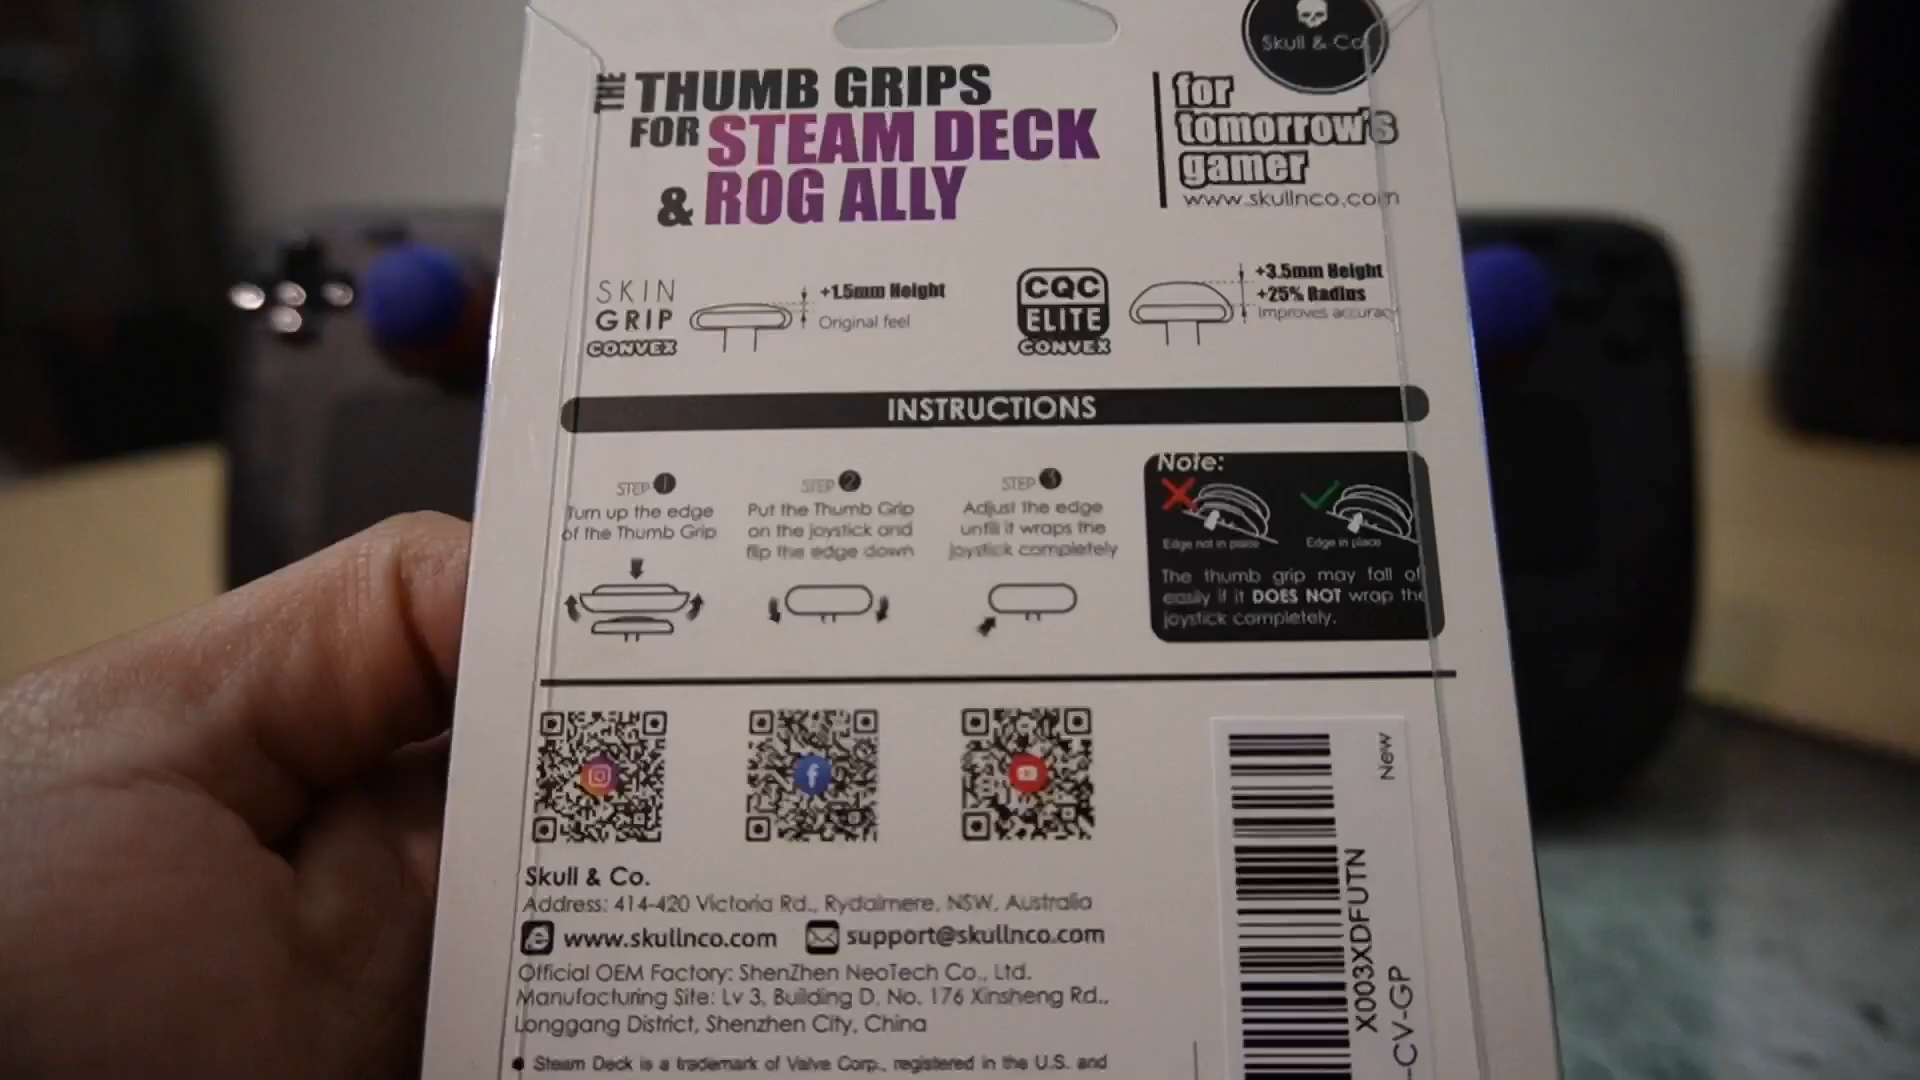 Skull & Co
THE THUMB GRIPS
FOR STEAM DECK
& ROG ALLY
for
tomorrow's
gamer
www.skullnco.com
SKIN
GRIP
CONVEX
+1.5mm Height
Original feel
CQC
ELITE
CONVEX
+3.5mm Height
+25% Radius
Improves accuracy
INSTRUCTIONS
STEP 1
Turn up the edge
of the Thumb Grip
STEP 2
Put the Thumb Grip
on the joystick and
flip the edge down
STEP 3
Adjust the edge
until it wraps the
joystick completely
Note:
Edge not in place
Edge in place
The thumb grip may fall of
easily if it DOES NOT wrap the
joystick completely.
Skull & Co.
Address: 414-420 Victoria Rd., Rydalmere, NSW, Australia
www.skullnco.com support@skullnco.com
Official OEM Factory: ShenZhen NeoTech Co., Ltd.
Manufacturing Site: Lv 3, Building D, No. 176 Xinsheng Rd.,
Longgang District, Shenzhen City, China
Steam Deck is a trademark of Valve Corp., registered in the U.S. and
New
X003XDFUTN
-CV-GP